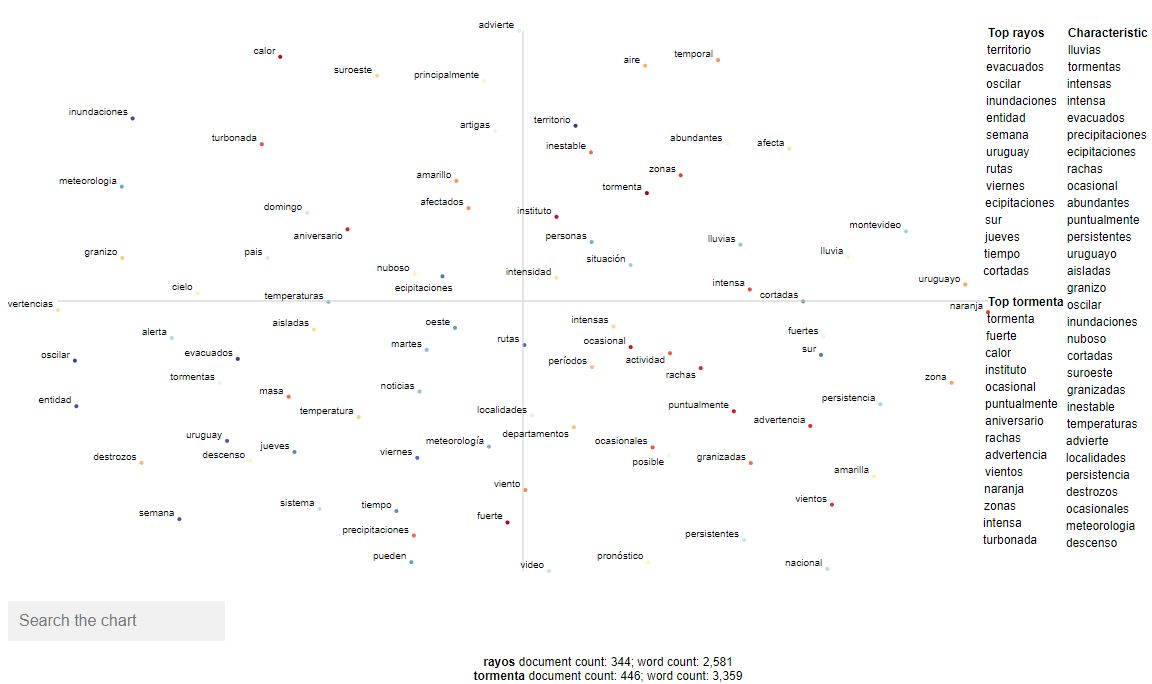 advierte
calor
suroeste
principalmente
aire
temporal
inundaciones
turbonada
artigas
territorio
inestable
abundantes
afecta
meteorologia
amarillo
afectados
zonas
tormenta
domingo
aniversario
instituto
personas
montevideo
granizo
pais
nuboso
ecipitaciones
intensidad
situación
lluvias
lluvia
cielo
temperaturas
intensa
cortadas
uruguayo
naranja
vertencias
alerta
aisladas
oeste
rutas
intensas
ocasional
fuertes
sur
oscilar
evacuados
tormentas
martes
períodos
actividad
rachas
entidad
masa
noticias
zona
temperatura
localidades
puntualmente
persistencia
uruguay
descenso
jueves
viernes
meteorología
departamentos
ocasionales
posible
advertencia
destrozos
granizadas
amarilla
semana
sistema
tiempo
viento
fuerte
vientos
precipitaciones
pueden
video
pronóstico
persistentes
nacional
Top rayos
territorio
evacuados
oscilar
inundaciones
entidad
semana
uruguay
rutas
viernes
ecipitaciones
sur
jueves
tiempo
cortadas
Top tormenta
tormenta
fuerte
calor
instituto
ocasional
puntualmente
aniversario
rachas
advertencia
vientos
naranja
zonas
intensa
turbonada
Characteristic
lluvias
tormentas
intensas
intensa
evacuados
precipitaciones
ecipitaciones
rachas
ocasional
abundantes
puntualmente
persistentes
uruguayo
aisladas
granizo
oscilar
inundaciones
nuboso
cortadas
suroeste
granizadas
inestable
temperaturas
advierte
localidades
persistencia
destrozos
ocasionales
meteorologia
descenso
Search the chart
rayos document count: 344; word count: 2,581
tormenta document count: 446; word count: 3,359